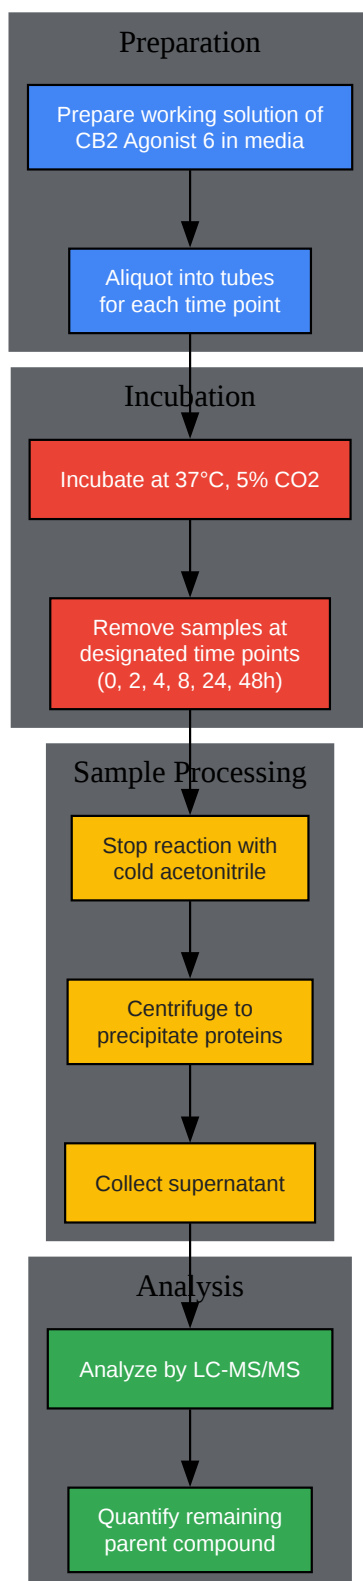 Preparation
Prepare working solution of
CB2 Agonist 6 in media
Aliquot into tubes
for each time point
Incubation
Incubate at 37°C, 5% CO2
Remove samples at
designated time points
(0, 2, 4, 8, 24, 48h)
Sample Processing
Stop reaction with
cold acetonitrile
Centrifuge to
precipitate proteins
Collect supernatant
Analysis
Analyze by LC-MS/MS
Quantify remaining
parent compound